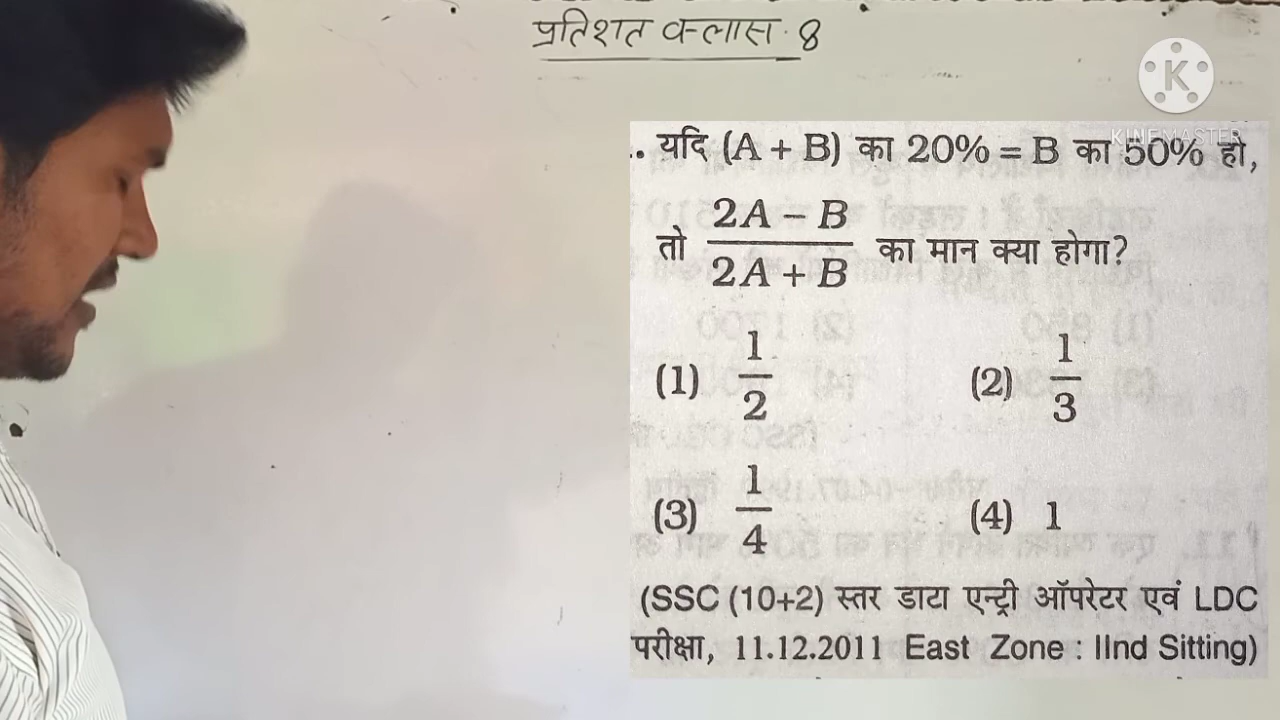 प्रतिशत क्लास. 8
K
KINEMASTER
. यदि (A + B) का 20% = B का 50% हो,
तो (2A – B)/(2A + B) का मान क्या होगा?
(1) 1/2 (2) 1/3
(3) 1/4 (4) 1
(SSC (10+2) स्तर डाटा एन्ट्री ऑपरेटर एवं LDC
परीक्षा, 11.12.2011 East Zone : IInd Sitting)